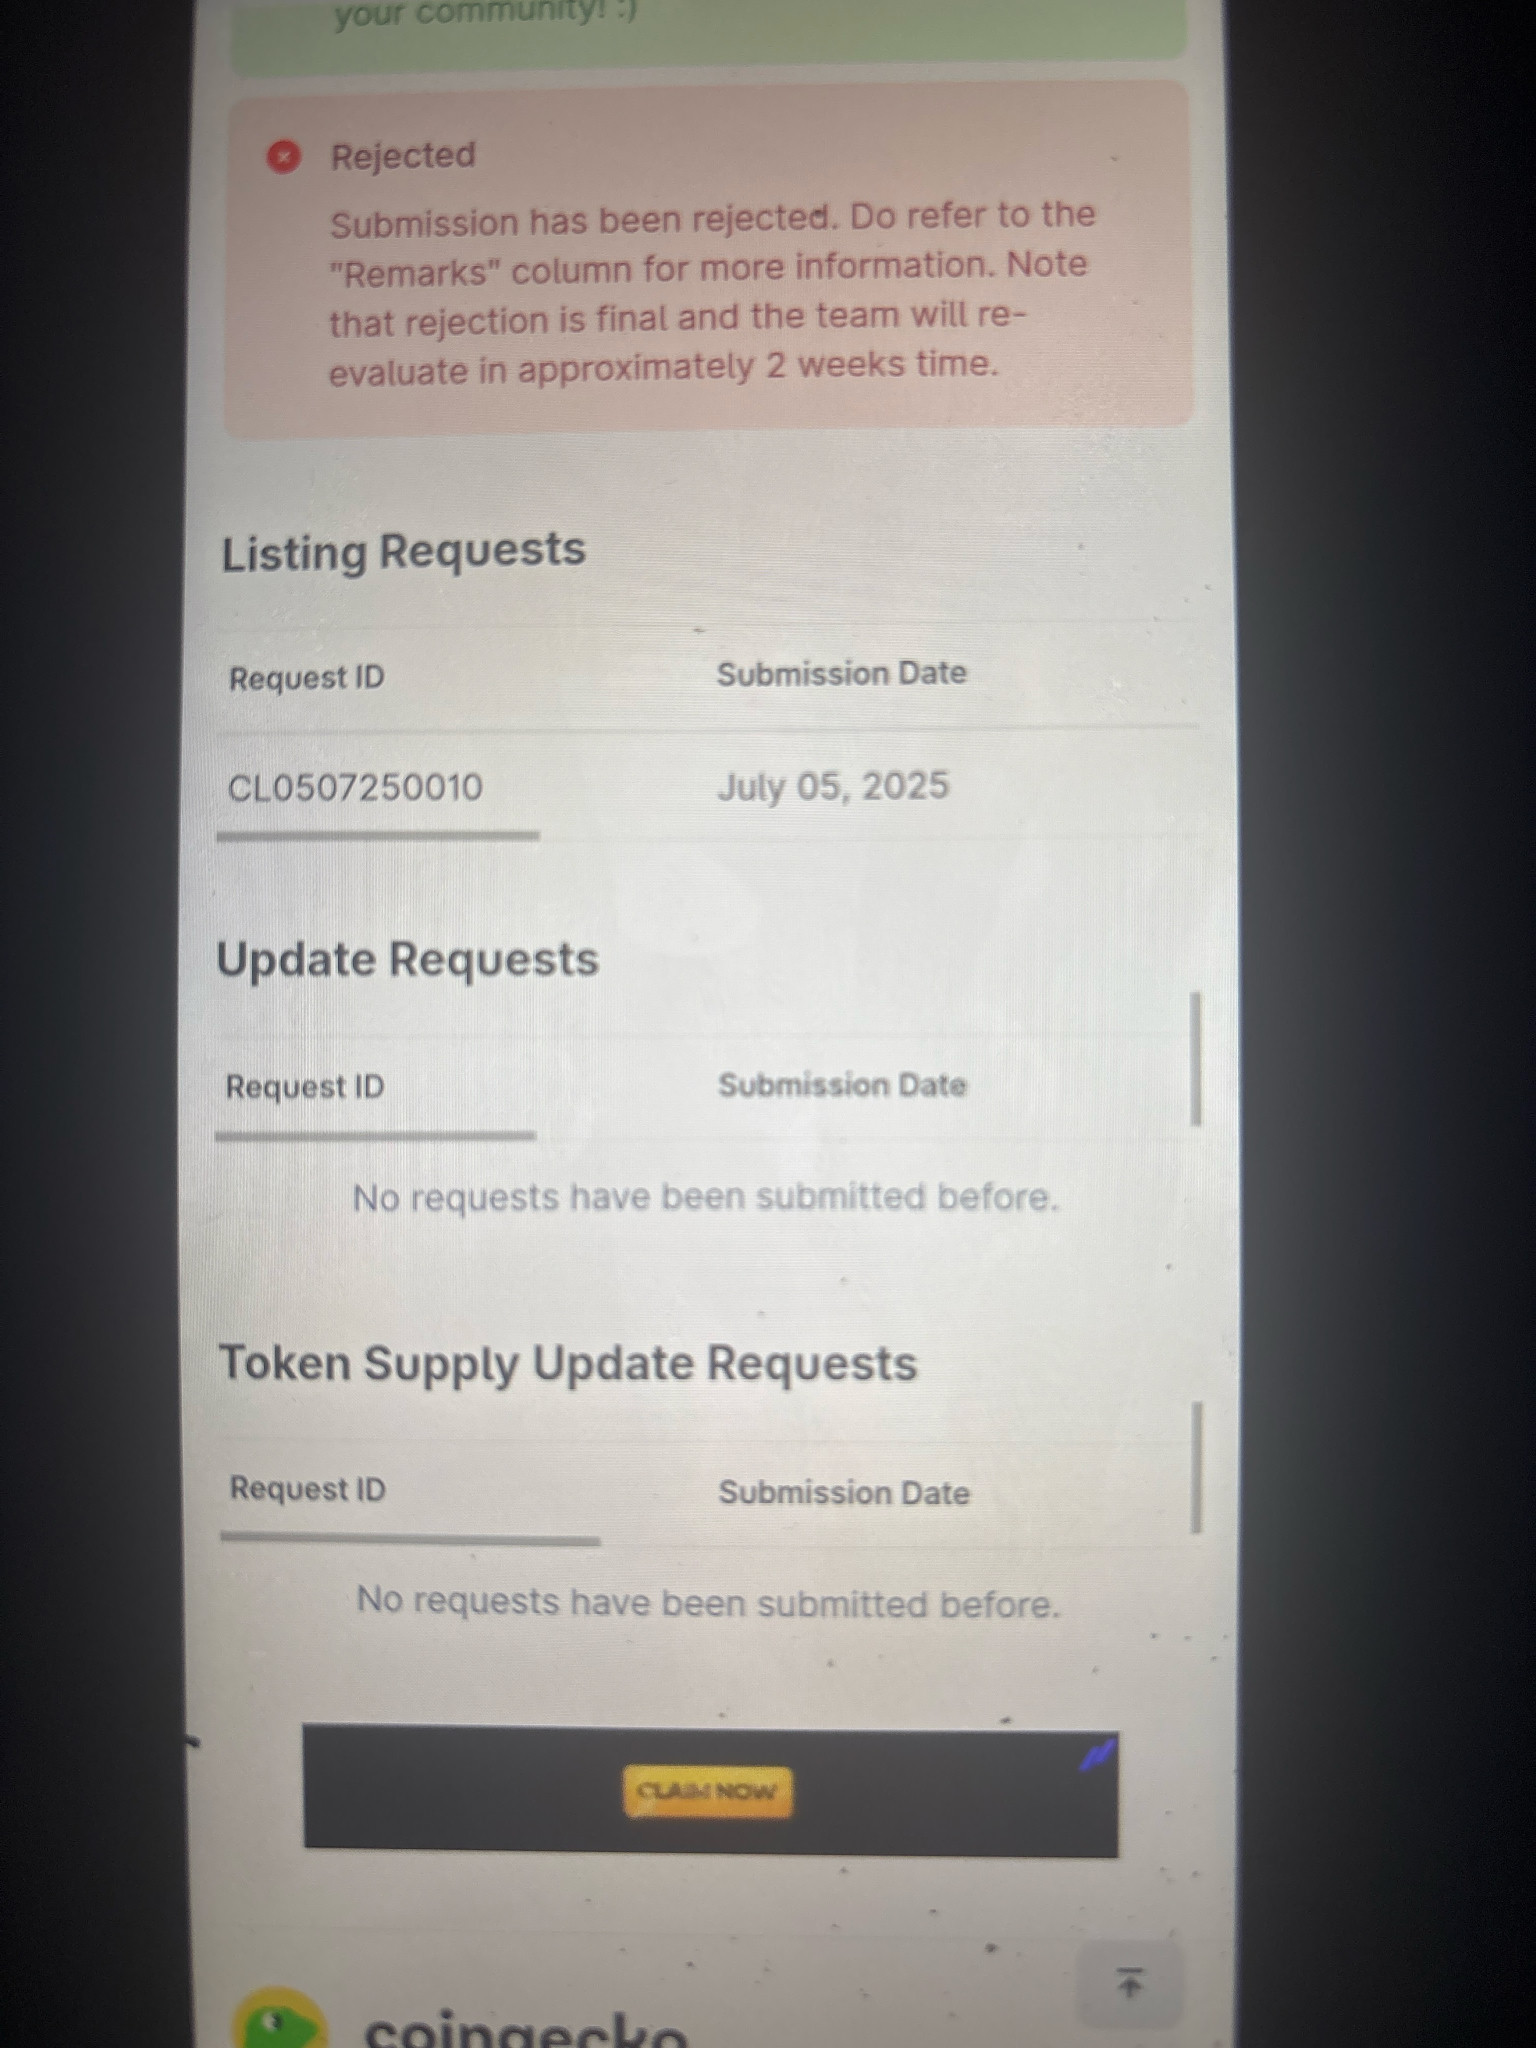 your community! :)
Rejected
Submission has been rejected. Do refer to the
"Remarks" column for more information. Note
that rejection is final and the team will re-
evaluate in approximately 2 weeks time.
Listing Requests
Request ID Submission Date
CL0507250010 July 05, 2025
Update Requests
Request ID Submission Date
No requests have been submitted before.
Token Supply Update Requests
Request ID Submission Date
No requests have been submitted before.
CLAIM NOW
coingecko